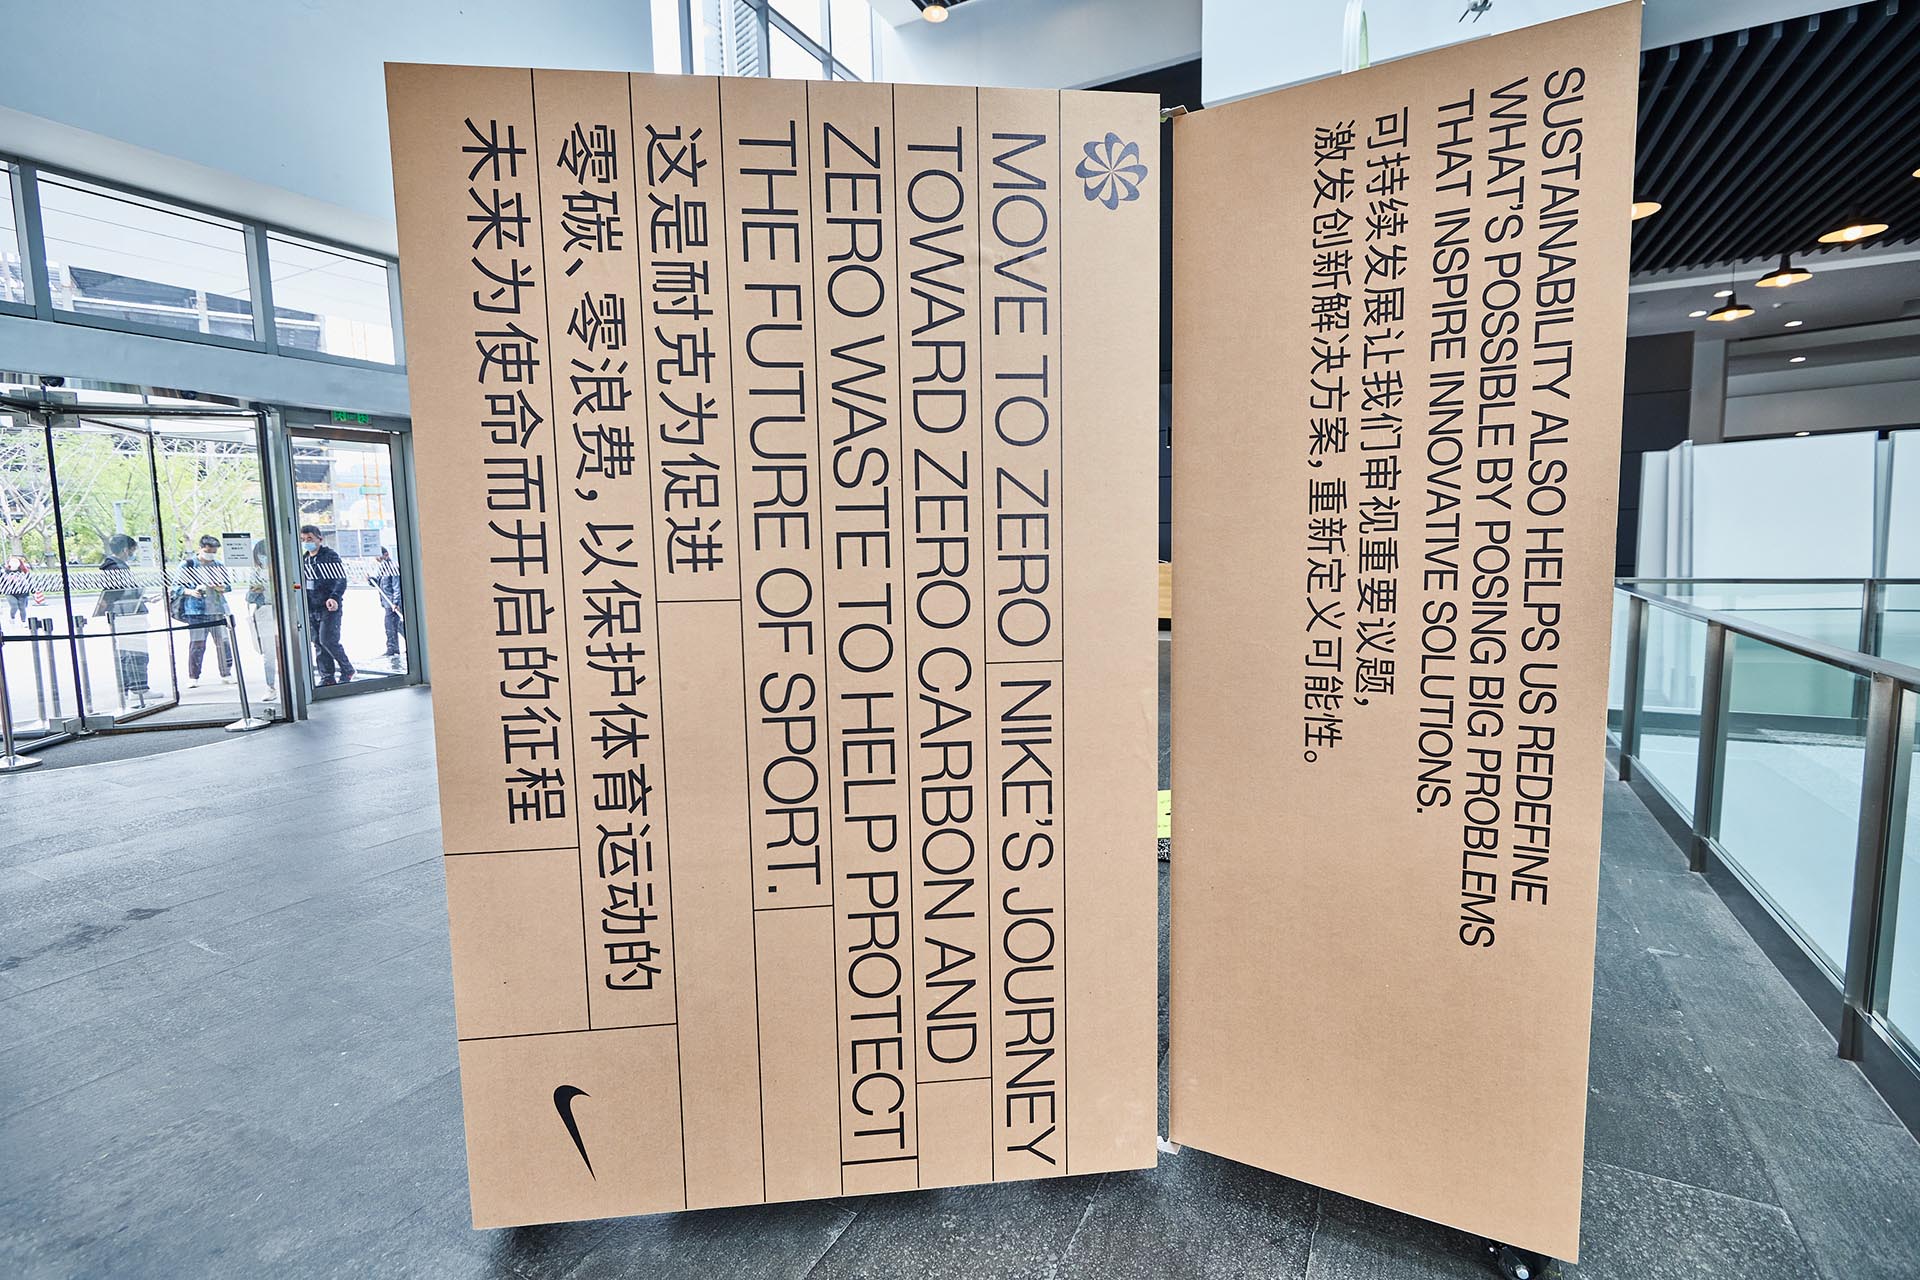 MOVE TO ZERO NIKE'S JOURNEY
TOWARD ZERO CARBON AND
ZERO WASTE TO HELP PROTECT
THE FUTURE OF SPORT.
这是耐克为促进
零碳、零浪费，以保护体育运动的
未来为使命而开启的征程
SUSTAINABILITY ALSO HELPS US REDEFINE
WHAT'S POSSIBLE BY POSING BIG PROBLEMS
THAT INSPIRE INNOVATIVE SOLUTIONS.
可持续发展让我们审视重要议题，
激发创新解决方案，重新定义可能性。